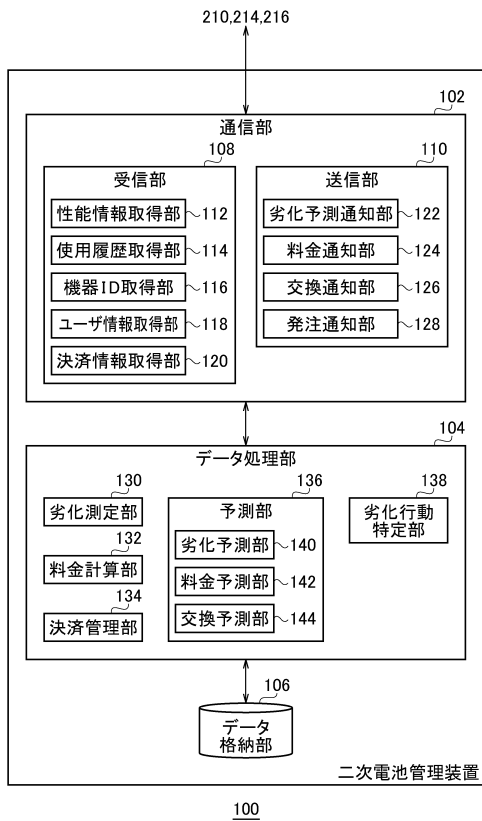 210,214,216
102
通信部
108
受信部
性能情報取得部 112
使用履歴取得部 114
機器ID取得部 116
ユーザ情報取得部 118
決済情報取得部 120
110
送信部
劣化予測通知部 122
料金通知部 124
交換通知部 126
発注通知部 128
104
データ処理部
130
劣化測定部
132
料金計算部
134
決済管理部
136
予測部
劣化予測部 140
料金予測部 142
交換予測部 144
138
劣化行動
特定部
106
データ
格納部
二次電池管理装置
100